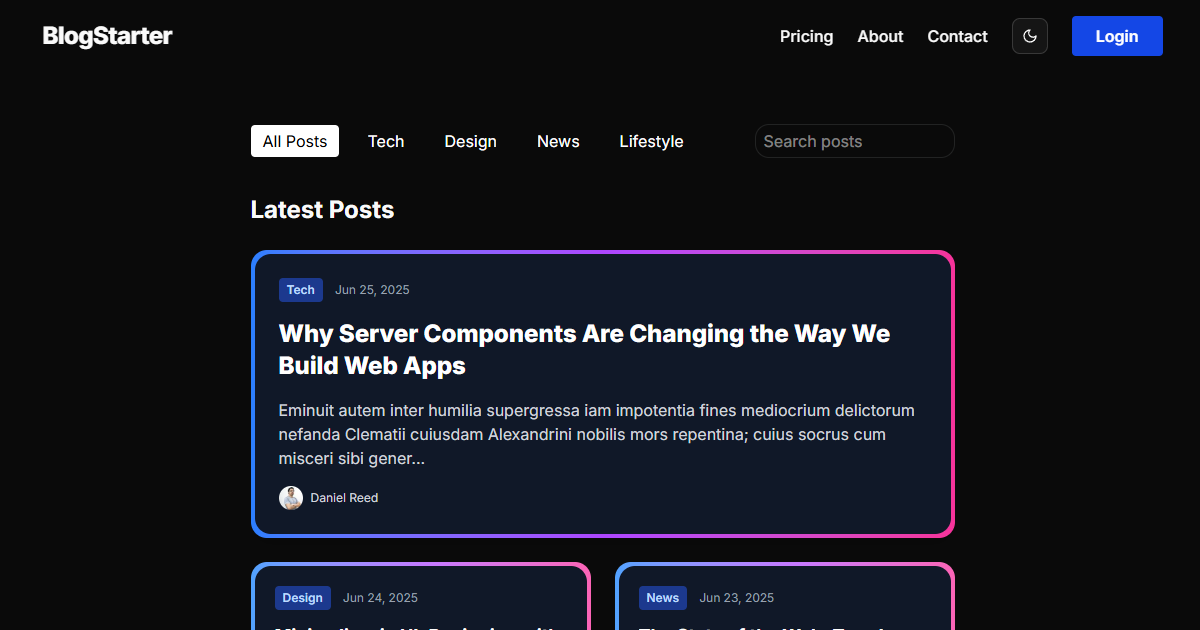 BlogStarter
Pricing About Contact Login
All Posts Tech Design News Lifestyle Search posts
Latest Posts
Tech Jun 25, 2025
Why Server Components Are Changing the Way We
Build Web Apps
Eminuit autem inter humilia supergressa iam impotentia fines mediocrium delictorum
nefanda Clematii cuiusdam Alexandrini nobilis mors repentina; cuius socrus cum
misceri sibi gener...
Daniel Reed
Design Jun 24, 2025
News Jun 23, 2025